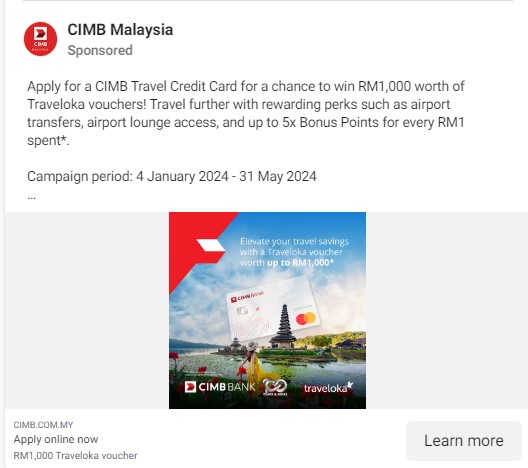 CIMB Malaysia
Sponsored
Apply for a CIMB Travel Credit Card for a chance to win RM1,000 worth of
Traveloka vouchers! Travel further with rewarding perks such as airport
transfers, airport lounge access, and up to 5x Bonus Points for every RM1
spent*.
Campaign period: 4 January 2024 - 31 May 2024
...
Elevate your travel savings
with a Traveloka voucher
worth up to RM1,000*
CIMB BANK
CIMB BANK
traveloka
CIMB.COM.MY
Apply online now
RM1,000 Traveloka voucher
Learn more